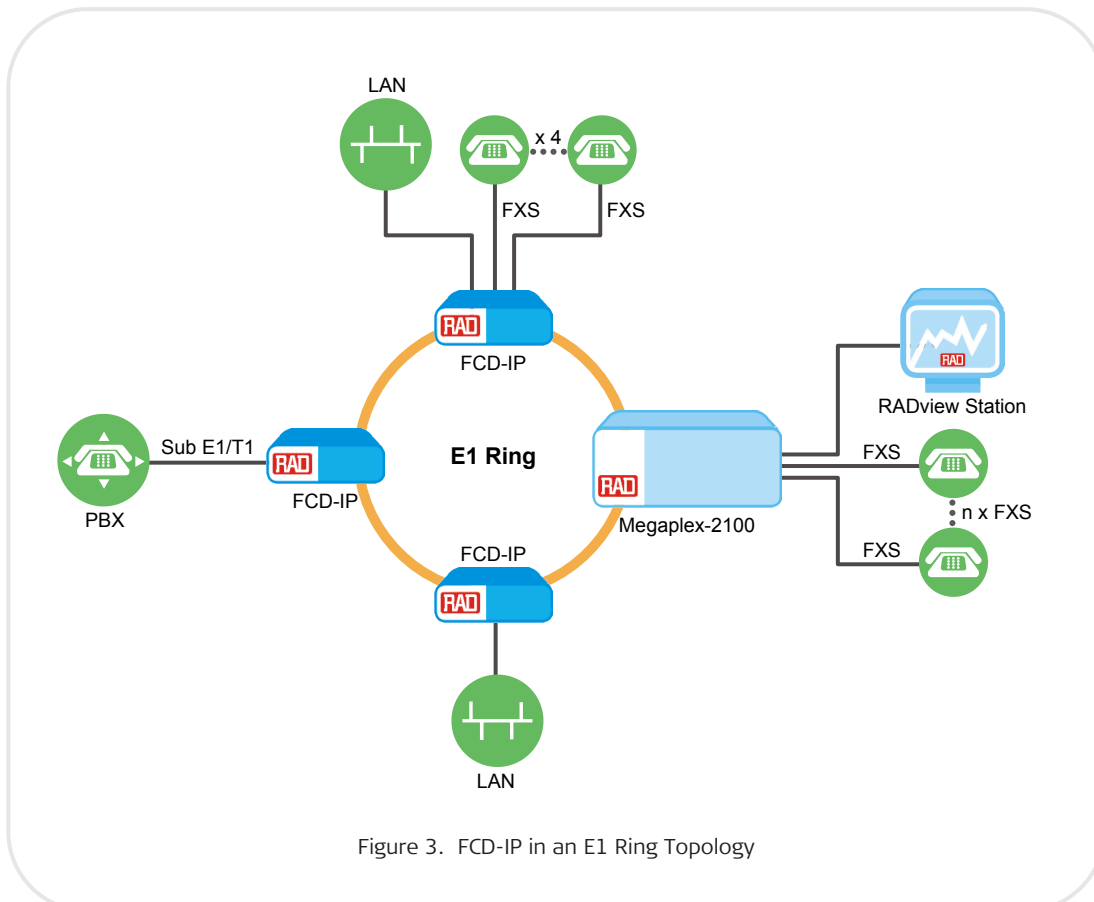 LAN
x 4
FXS
FXS
RAD
FCD-IP
RAD
RADview Station
Sub E1/T1
RAD
FCD-IP
PBX
E1 Ring
RAD
Megaplex-2100
FXS
n x FXS
FXS
FCD-IP
RAD
LAN
Figure 3. FCD-IP in an E1 Ring Topology